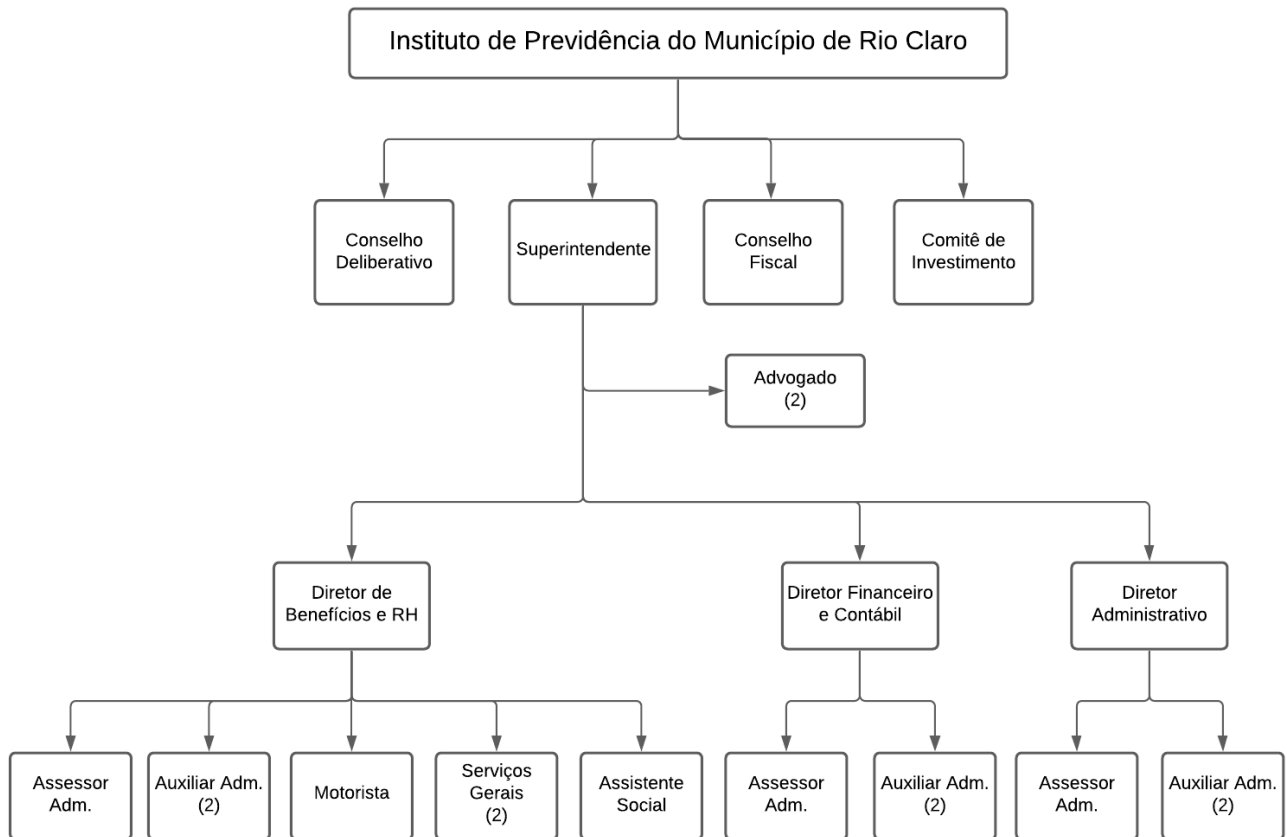 Instituto de Previdência do Município de Rio Claro
Conselho
Deliberativo
Superintendente
Conselho
Fiscal
Comitê de
Investimento
Advogado
(2)
Diretor de
Benefícios e RH
Diretor Financeiro
e Contábil
Diretor
Administrativo
Assessor
Adm.
Auxiliar Adm.
(2)
Motorista
Serviços
Gerais
(2)
Assistente
Social
Assessor
Adm.
Auxiliar Adm.
(2)
Assessor
Adm.
Auxiliar Adm.
(2)